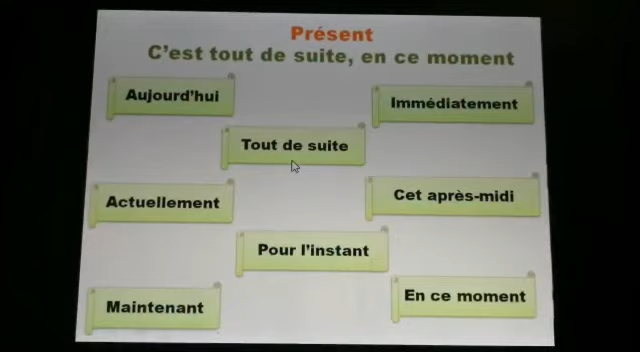 Présent
C'est tout de suite, en ce moment
Aujourd'hui
Immédiatement
Tout de suite
Actuellement
Cet après-midi
Pour l'instant
Maintenant
En ce moment